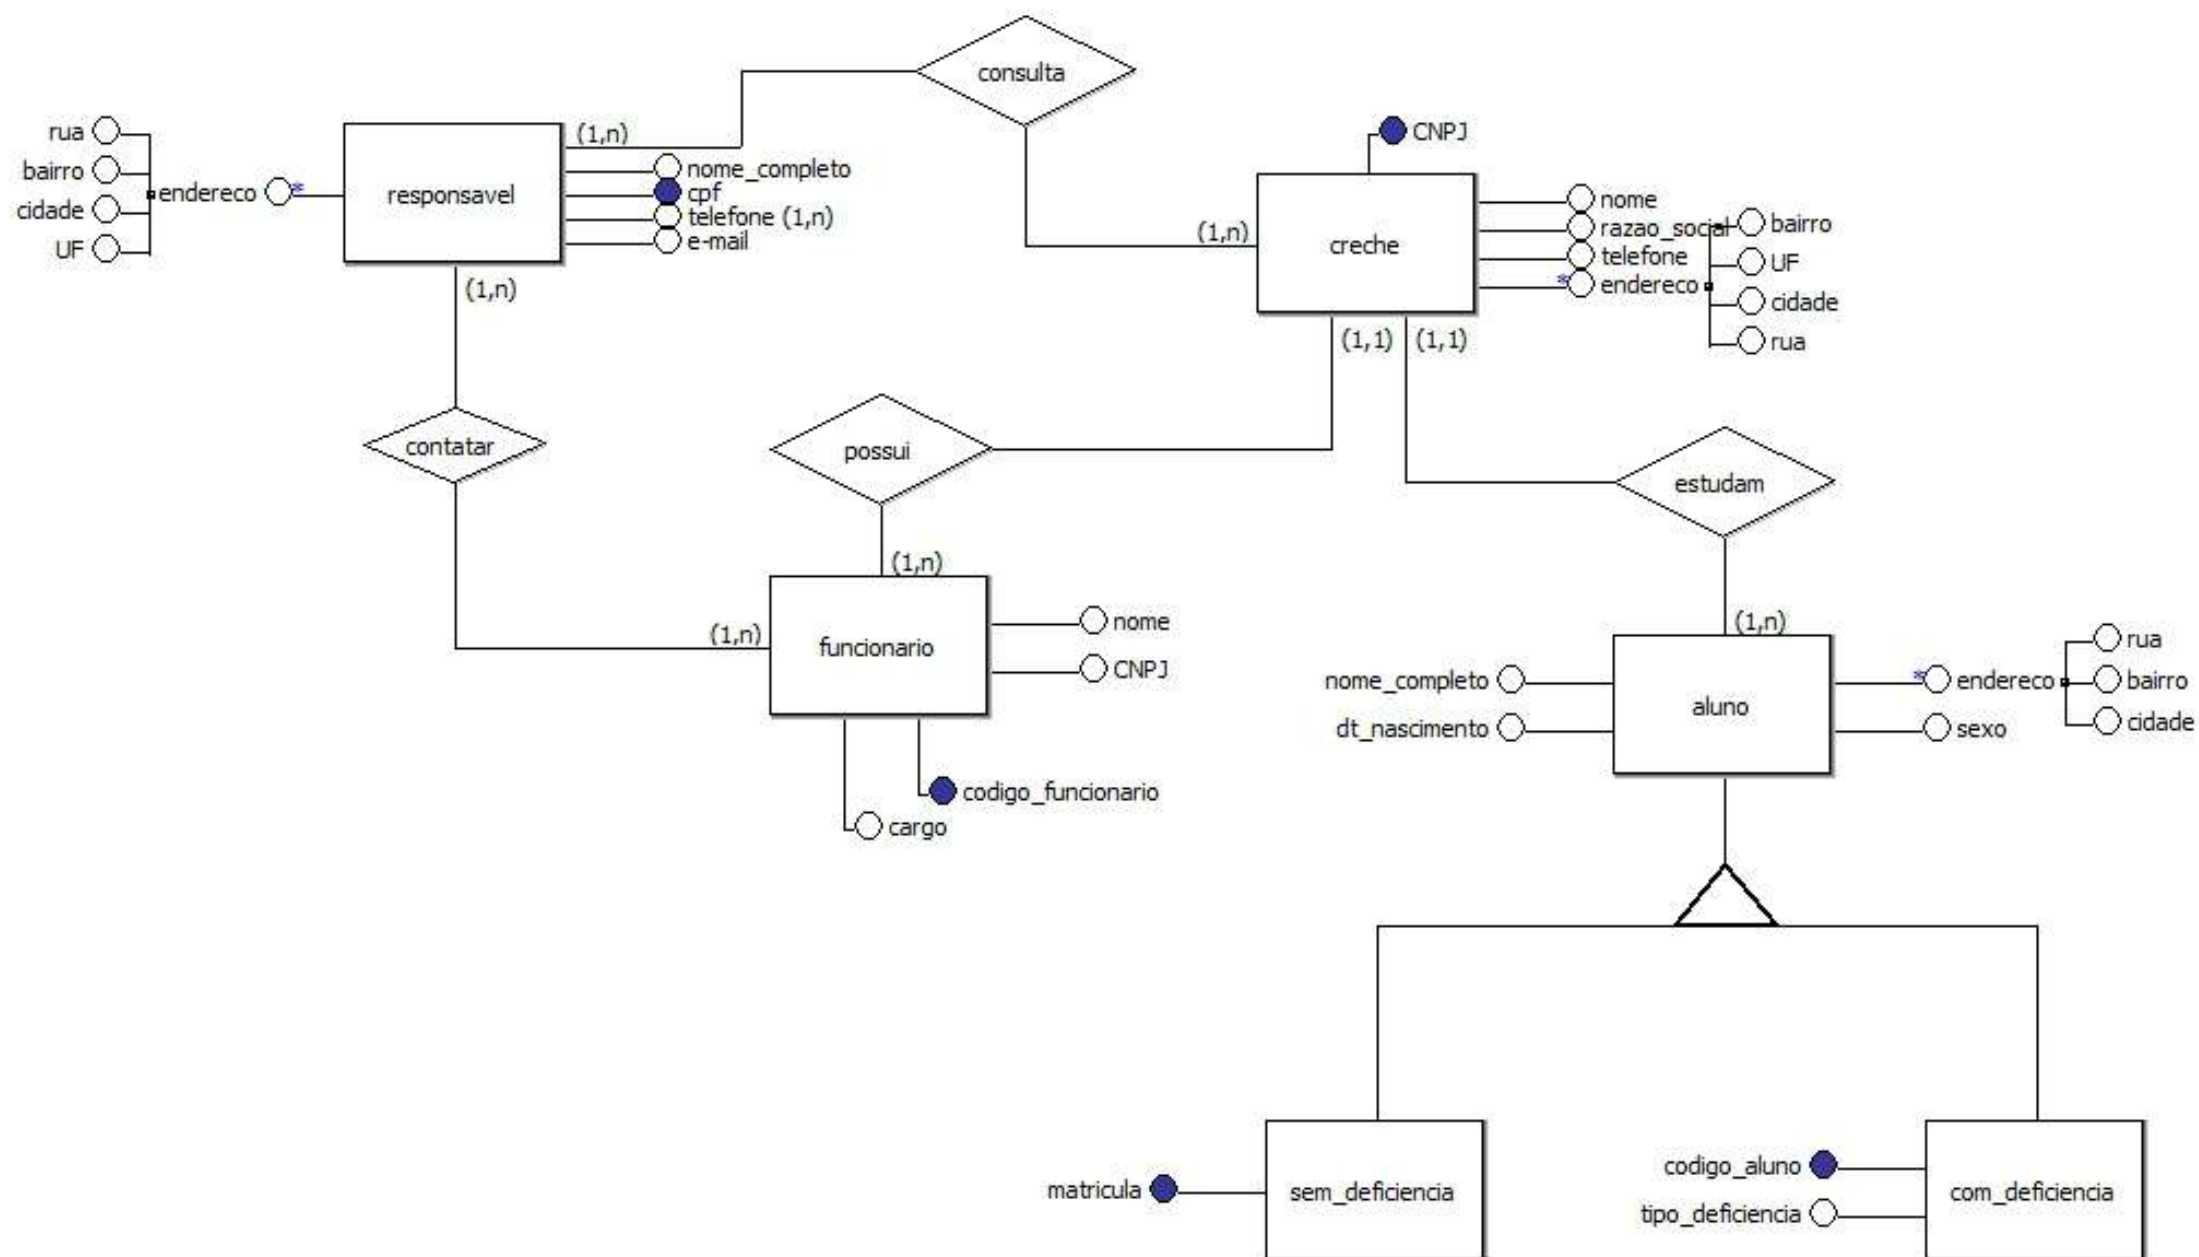 consulta
rua
bairro
cidade
UF
endereco *
responsavel
(1,n)
nome_completo
cpf
telefone (1,n)
e-mail
(1,n)
CNPJ
(1,n)
creche
nome
razao_social
telefone
* endereco
bairro
UF
cidade
rua
(1,1)
(1,1)
contatar
possui
estudam
(1,n)
(1,n)
funcionario
nome
CNPJ
codigo_funcionario
cargo
(1,n)
nome_completo
dt_nascimento
aluno
* endereco
sexo
rua
bairro
cidade
matricula
sem_deficiencia
codigo_aluno
tipo_deficiencia
com_deficiencia